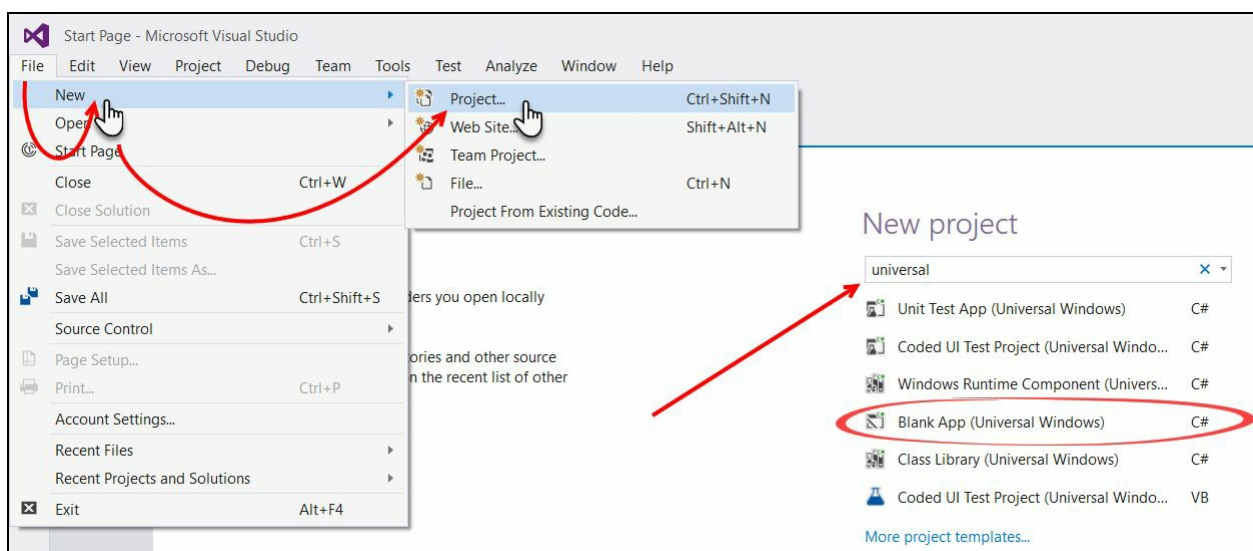 Start Page - Microsoft Visual Studio
File Edit View Project Debug Team Tools Test Analyze Window Help
New
Open
Start Page
Close Ctrl+W
Close Solution
Save Selected Items Ctrl+S
Save Selected Items As...
Save All Ctrl+Shift+S
Source Control
Page Setup...
Print... Ctrl+P
Account Settings...
Recent Files
Recent Projects and Solutions
Exit Alt+F4
Project... Ctrl+Shift+N
Web Site... Shift+Alt+N
Team Project...
File... Ctrl+N
Project From Existing Code...
ders you open locally
ories and other source
n the recent list of other
New project
universal
Unit Test App (Universal Windows) C#
Coded UI Test Project (Universal Windo... C#
Windows Runtime Component (Univers... C#
Blank App (Universal Windows) C#
Class Library (Universal Windows) C#
Coded UI Test Project (Universal Windo... VB
More project templates...